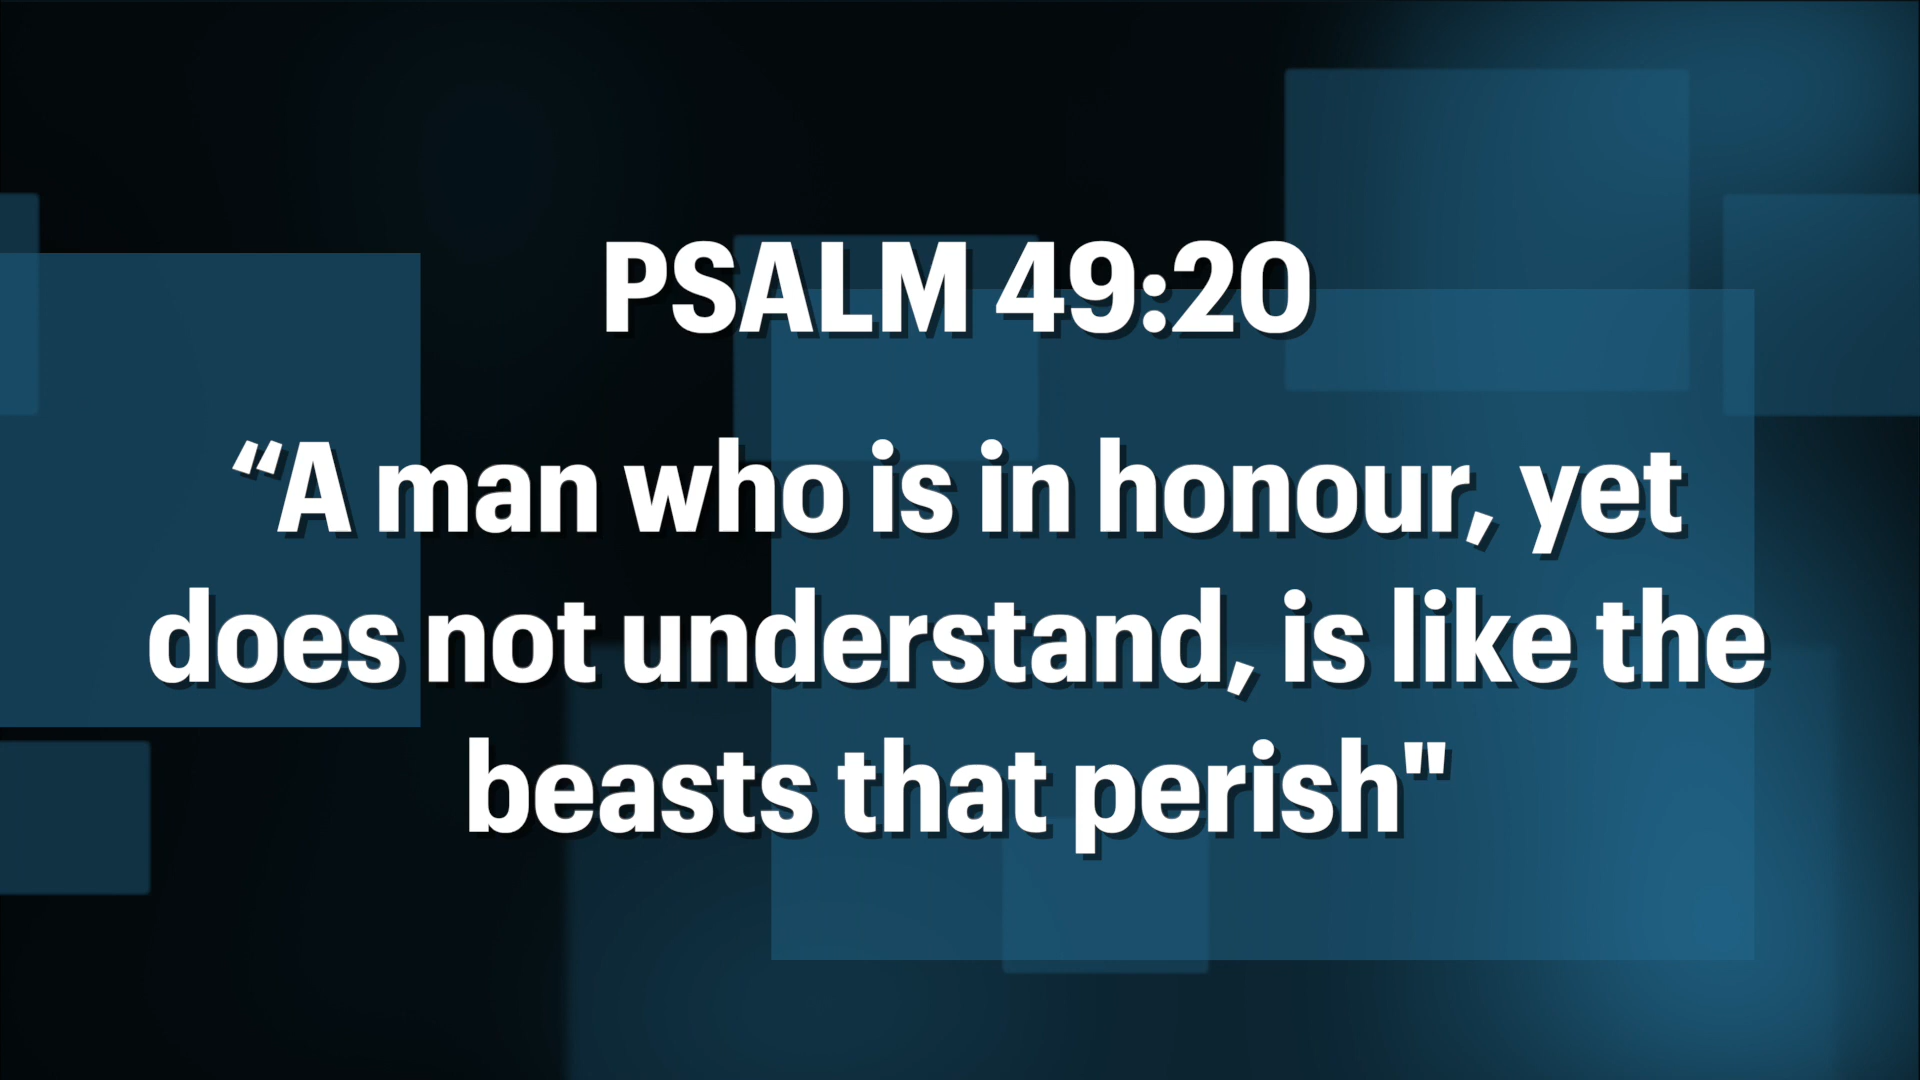 PSALM 49:20
“A man who is in honour, yet
does not understand, is like the
beasts that perish"